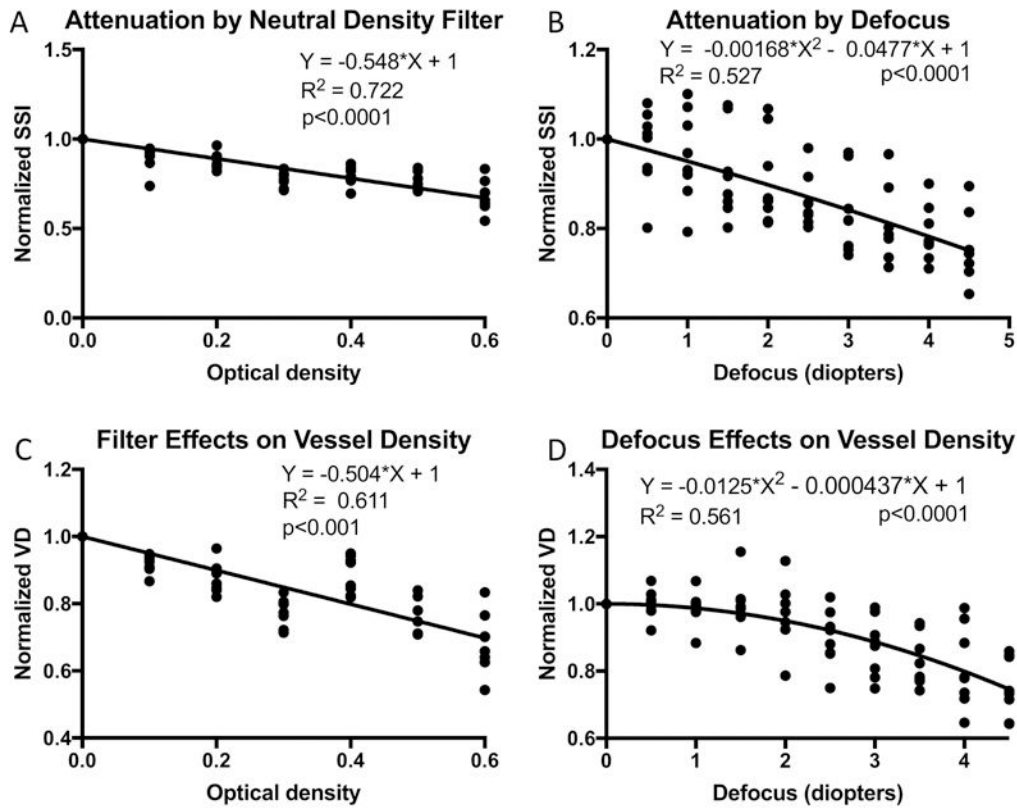 A
Attenuation by Neutral Density Filter
Y = -0.548*X + 1
R² = 0.722
p<0.0001
Normalized SSI
1.5
1.0
0.5
0.0
0.0 0.2 0.4 0.6
Optical density
B
Attenuation by Defocus
Y = -0.00168*X² - 0.0477*X + 1
R² = 0.527 p<0.0001
Normalized SSI
1.2
1.0
0.8
0.6
0 1 2 3 4 5
Defocus (diopters)
C
Filter Effects on Vessel Density
Y = -0.504*X + 1
R² = 0.611
p<0.001
Normalized VD
1.2
1.0
0.8
0.6
0.4
0.0 0.2 0.4 0.6
Optical density
D
Defocus Effects on Vessel Density
Y = -0.0125*X² - 0.000437*X + 1
R² = 0.561 p<0.0001
Normalized VD
1.4
1.2
1.0
0.8
0.6
0 1 2 3 4
Defocus (diopters)